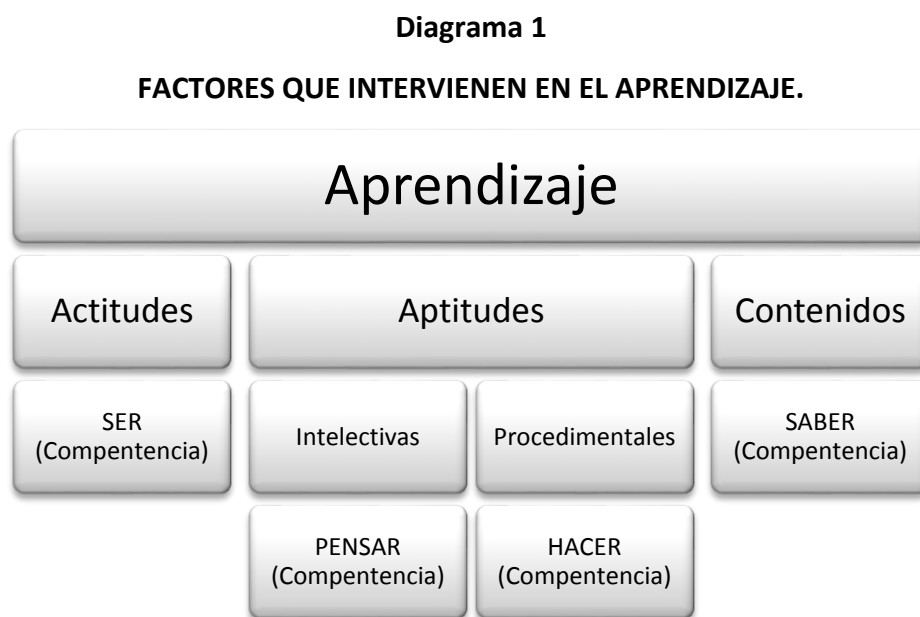 Diagrama 1
FACTORES QUE INTERVIENEN EN EL APRENDIZAJE.
Aprendizaje
Actitudes
Aptitudes
Contenidos
SER
(Compentencia)
Intelectivas
Procedimentales
SABER
(Compentencia)
PENSAR
(Compentencia)
HACER
(Compentencia)